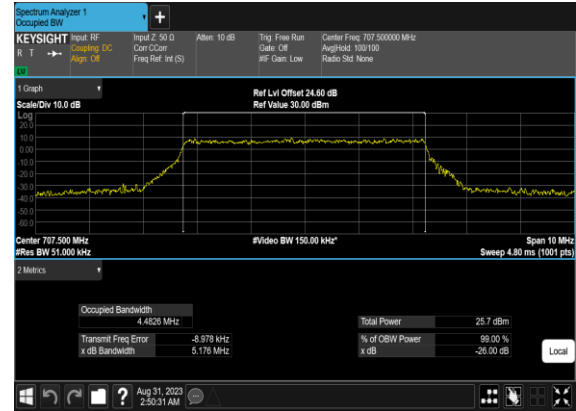 Spectrum Analyzer 1
Occupied BW
+
KEYSIGHT Input: RF Input Z: 50 Ω Atten: 10 dB Trig: Free Run Center Freq: 707.500000 MHz
R T Coupling: DC Corr CCorr Gate: Off Avg|Hold: 100/100
Align: Off Freq Ref: Int (S) #IF Gain: Low Radio Std: None
LU
1 Graph Ref Lvl Offset 24.60 dB
Scale/Div 10.0 dB Ref Value 30.00 dBm
Log
20.0
10.0
0.00
-10.0
-20.0
-30.0
-40.0
-50.0
-60.0
Center 707.500 MHz #Video BW 150.00 kHz* Span 10 MHz
#Res BW 51.000 kHz Sweep 4.80 ms (1001 pts)
2 Metrics
Occupied Bandwidth
4.4826 MHz Total Power 25.7 dBm
Transmit Freq Error -8.978 kHz % of OBW Power 99.00 %
x dB Bandwidth 5.176 MHz x dB -26.00 dB
Local
? Aug 31, 2023
2:50:31 AM